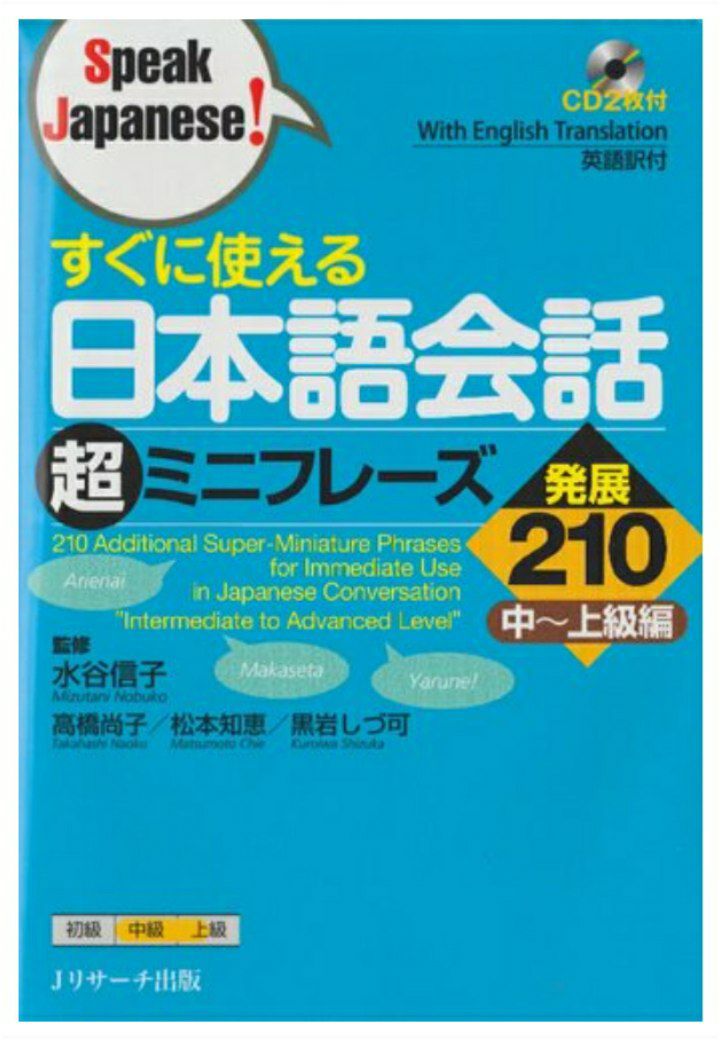 Speak
Japanese!
CD2枚付
With English Translation
英語訳付
すぐに使える
日本語会話
超ミニフレーズ
発展
210
中〜上級編
210 Additional Super-Miniature Phrases
for Immediate Use
in Japanese Conversation
"Intermediate to Advanced Level"
Arienai
Makaseta
Yarune!
監修
水谷信子
Mizutani Nobuko
高橋尚子／松本知恵／黒岩しづ可
Takahashi Naoko Matsumoto Chie Kuroiwa Shizuka
初級 中級 上級
Jリサーチ出版